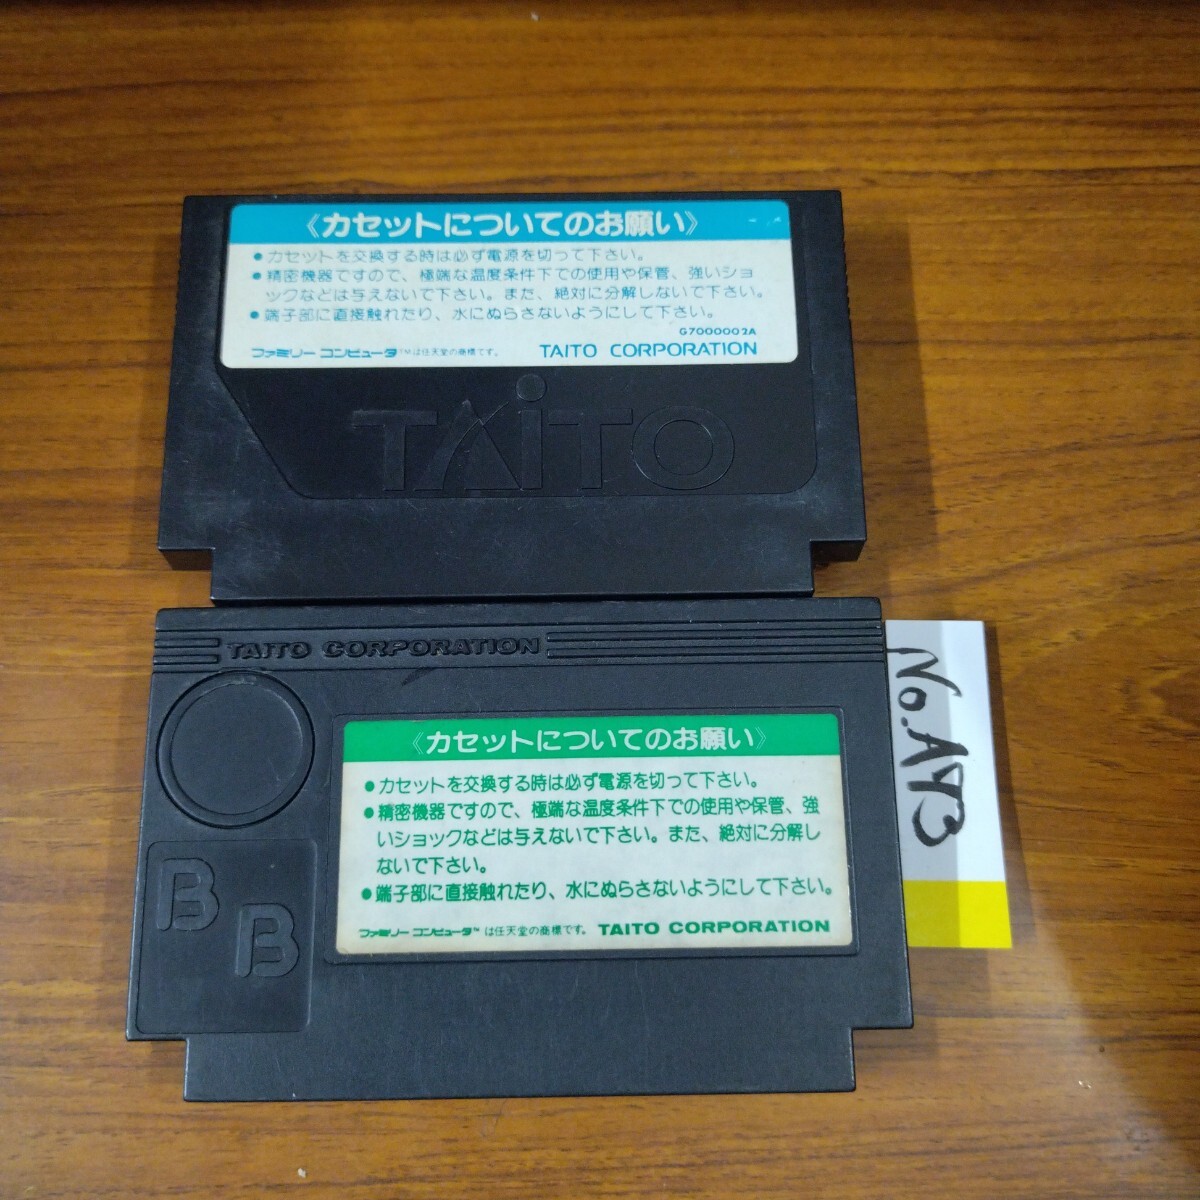 《カセットについてのお願い》
●カセットを交換する時は必ず電源を切って下さい。
●精密機器ですので、極端な温度条件下での使用や保管、強いショ
ックなどは与えないで下さい。また、絶対に分解しないで下さい。
●端子部に直接触れたり、水にぬらさないようにして下さい。
G7000002A
ファミリー コンピュータ™は任天堂の商標です。 TAITO CORPORATION
TAiTO
TAITO CORPORATION
《カセットについてのお願い》
●カセットを交換する時は必ず電源を切って下さい。
●精密機器ですので、極端な温度条件下での使用や保管、強
いショックなどは与えないで下さい。また、絶対に分解し
ないで下さい。
●端子部に直接触れたり、水にぬらさないようにして下さい。
ファミリー コンピュータ™は任天堂の商標です。 TAITO CORPORATION
B
B